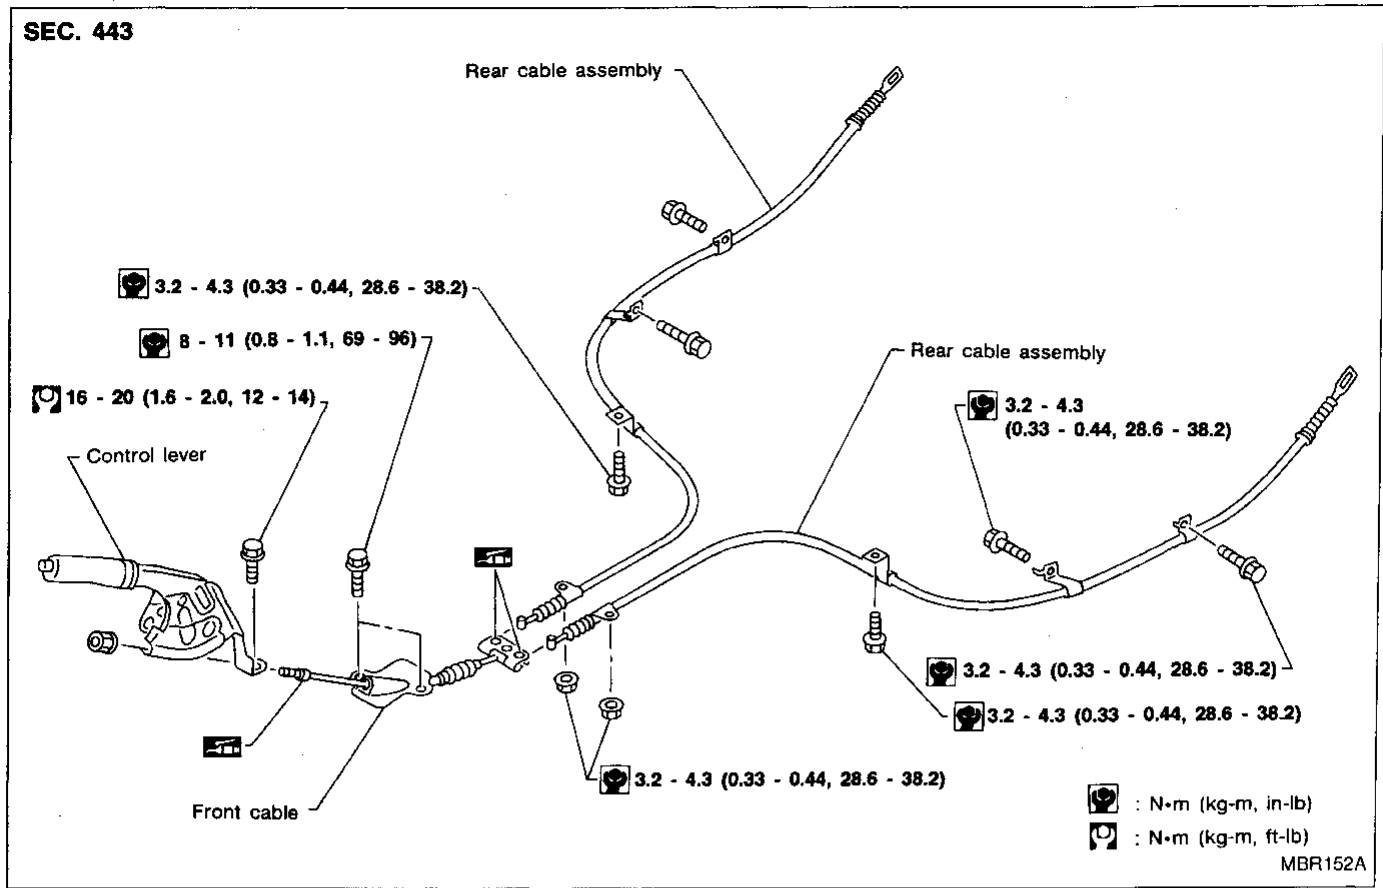 SEC. 443
Rear cable assembly
3.2 - 4.3 (0.33 - 0.44, 28.6 - 38.2)
8 - 11 (0.8 - 1.1, 69 - 96)
Rear cable assembly
16 - 20 (1.6 - 2.0, 12 - 14)
3.2 - 4.3
(0.33 - 0.44, 28.6 - 38.2)
Control lever
3.2 - 4.3 (0.33 - 0.44, 28.6 - 38.2)
3.2 - 4.3 (0.33 - 0.44, 28.6 - 38.2)
3.2 - 4.3 (0.33 - 0.44, 28.6 - 38.2)
Front cable
: N•m (kg-m, in-lb)
: N•m (kg-m, ft-lb)
MBR152A